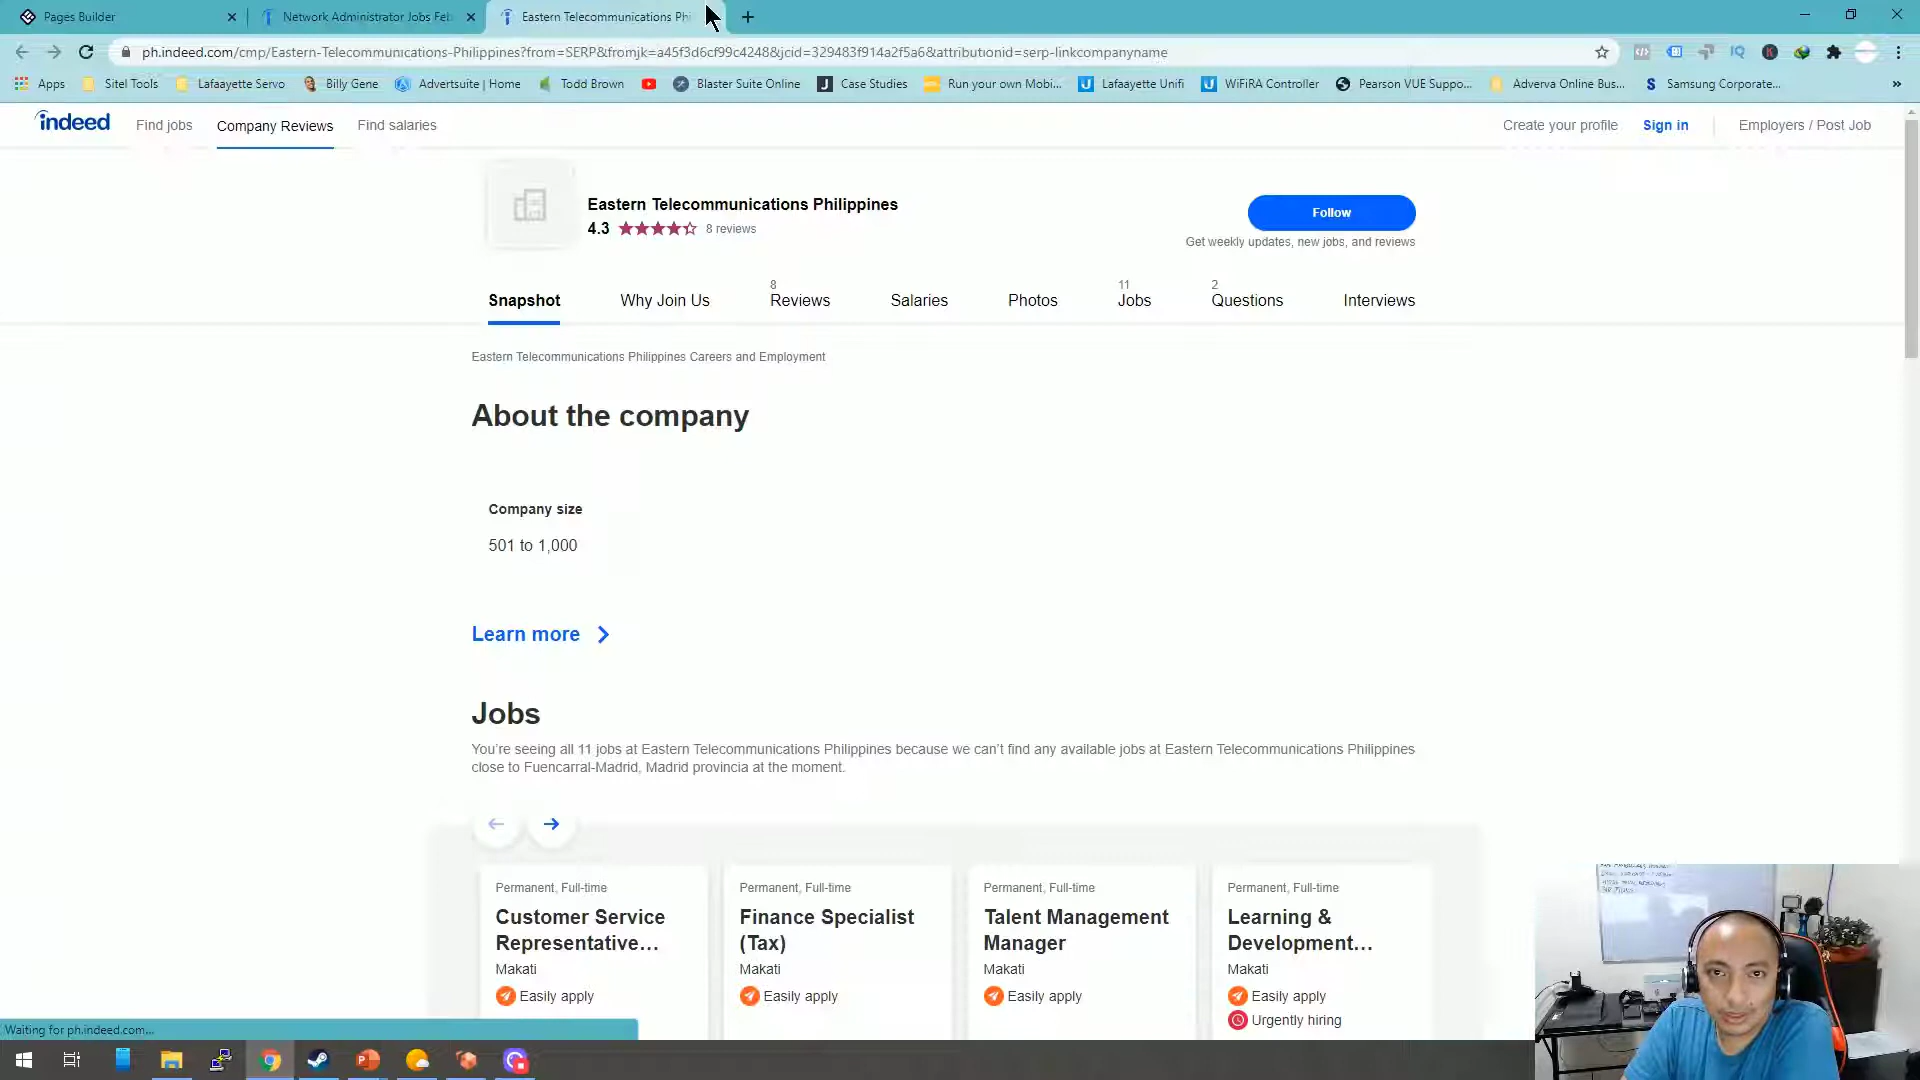 Pages Builder
Network Administrator Jobs Feb
Eastern Telecommunications Phi
ph.indeed.com/cmp/Eastern-Telecommunications-Philippines?from=SERP&fromjk=a45f3d6cf99c4248&jcid=329483f914a2f5a6&attributionid=serp-linkcompanyname
Apps Sitel Tools Lafaayette Servo Billy Gene Advertsuite | Home Todd Brown Blaster Suite Online Case Studies Run your own Mobi... Lafaayette Unifi WiFiRA Controller Pearson VUE Suppo... Adverva Online Bus... Samsung Corporate... »
indeed Find jobs Company Reviews Find salaries Create your profile Sign in Employers / Post Job
Eastern Telecommunications Philippines
4.3 8 reviews
Follow
Get weekly updates, new jobs, and reviews
Snapshot
Why Join Us
8
Reviews
Salaries
Photos
11
Jobs
2
Questions
Interviews
Eastern Telecommunications Philippines Careers and Employment
About the company
Company size
501 to 1,000
Learn more
Jobs
You're seeing all 11 jobs at Eastern Telecommunications Philippines because we can't find any available jobs at Eastern Telecommunications Philippines
close to Fuencarral-Madrid, Madrid provincia at the moment.
Permanent, Full-time
Customer Service
Representative...
Makati
Easily apply
Permanent, Full-time
Finance Specialist
(Tax)
Makati
Easily apply
Permanent, Full-time
Talent Management
Manager
Makati
Easily apply
Permanent, Full-time
Learning &
Development...
Makati
Easily apply
Urgently hiring
Waiting for ph.indeed.com...